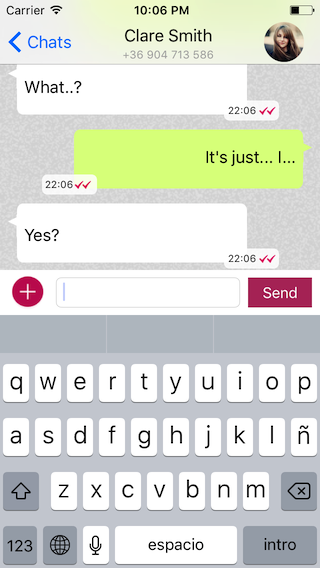 Carrier 10:06 PM
Chats Clare Smith
+36 904 713 586
What..?
22:06
It's just... I...
22:06
Yes?
22:06
Send
q w e r t y u i o p
a s d f g h j k l ñ
z x c v b n m
123 espacio intro